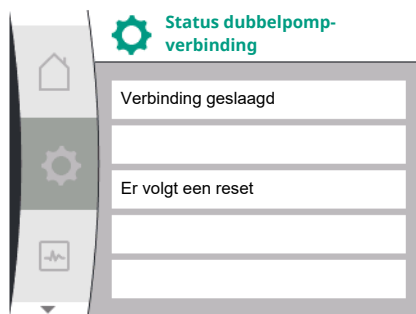 Status dubbelpomp-
verbinding
Verbinding geslaagd
Er volgt een reset